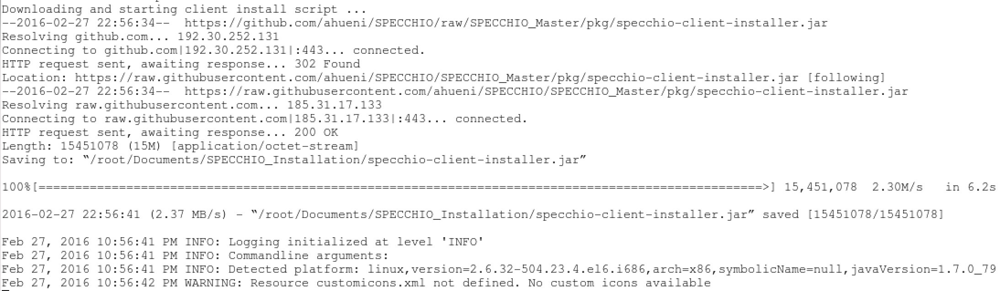 Downloading and starting client install script ...
--2016-02-27 22:56:34--  https://github.com/ahueni/SPECCHIO/raw/SPECCHIO_Master/pkg/specchio-client-installer.jar
Resolving github.com... 192.30.252.131
Connecting to github.com|192.30.252.131|:443... connected.
HTTP request sent, awaiting response... 302 Found
Location: https://raw.githubusercontent.com/ahueni/SPECCHIO/SPECCHIO_Master/pkg/specchio-client-installer.jar [following]
--2016-02-27 22:56:34--  https://raw.githubusercontent.com/ahueni/SPECCHIO/SPECCHIO_Master/pkg/specchio-client-installer.jar
Resolving raw.githubusercontent.com... 185.31.17.133
Connecting to raw.githubusercontent.com|185.31.17.133|:443... connected.
HTTP request sent, awaiting response... 200 OK
Length: 15451078 (15M) [application/octet-stream]
Saving to: “/root/Documents/SPECCHIO_Installation/specchio-client-installer.jar”
100%[===================================================================================================>] 15,451,078  2.30M/s   in 6.2s
2016-02-27 22:56:41 (2.37 MB/s) - “/root/Documents/SPECCHIO_Installation/specchio-client-installer.jar” saved [15451078/15451078]
Feb 27, 2016 10:56:41 PM INFO: Logging initialized at level 'INFO'
Feb 27, 2016 10:56:41 PM INFO: Commandline arguments:
Feb 27, 2016 10:56:41 PM INFO: Detected platform: linux,version=2.6.32-504.23.4.el6.i686,arch=x86,symbolicName=null,javaVersion=1.7.0_79
Feb 27, 2016 10:56:42 PM WARNING: Resource customicons.xml not defined. No custom icons available